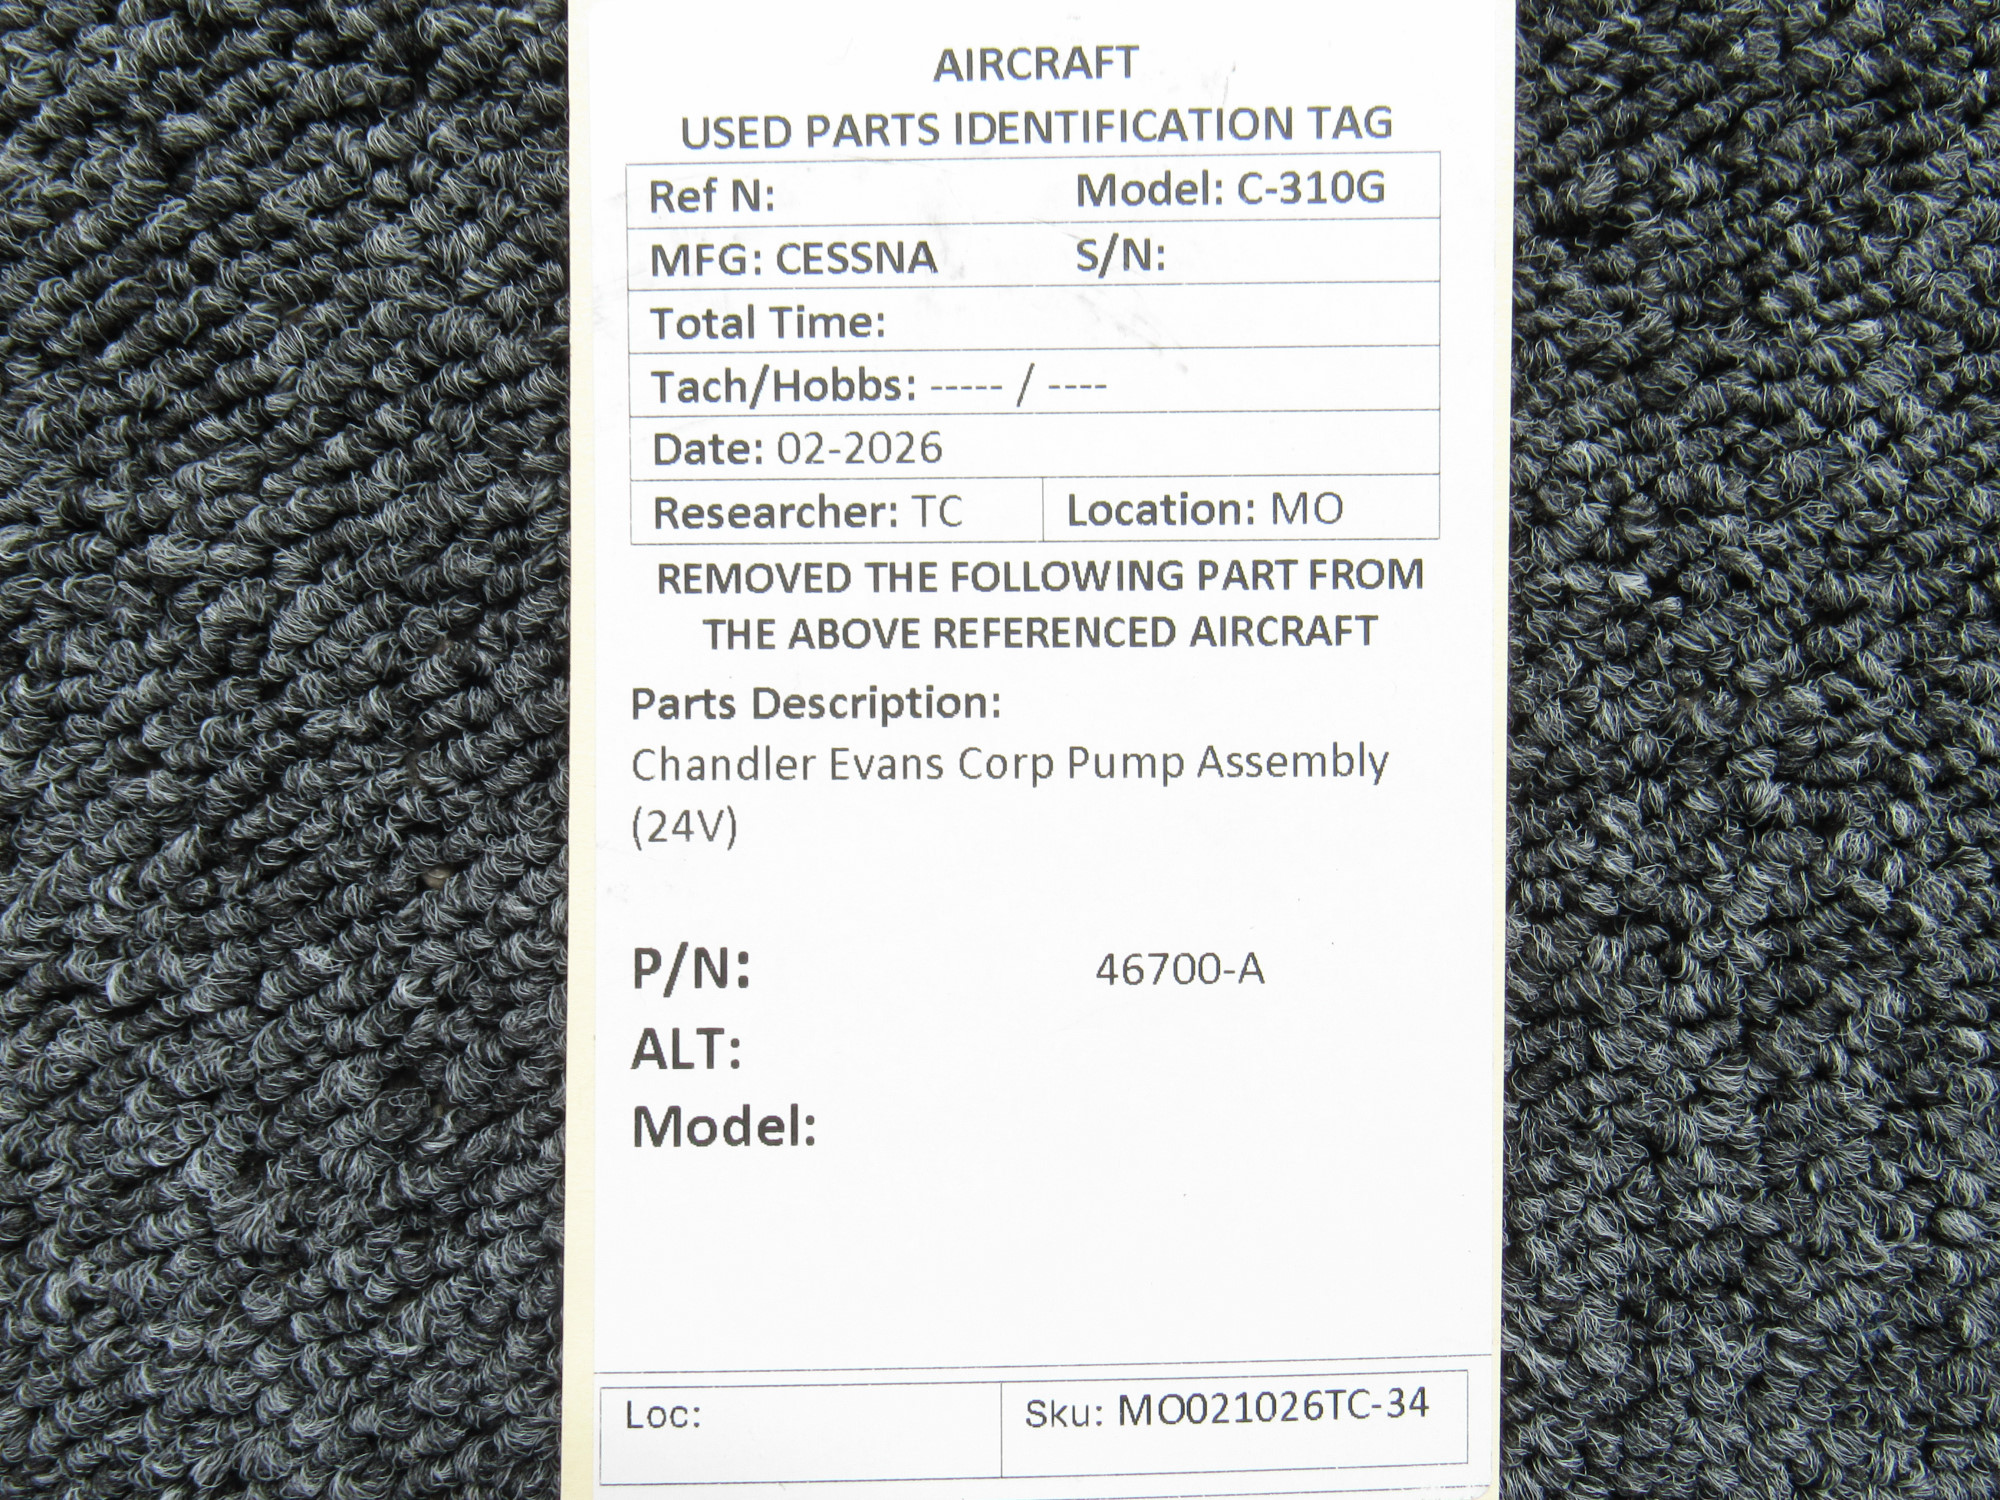 AIRCRAFT
USED PARTS IDENTIFICATION TAG
Ref N: Model: C-310G
MFG: CESSNA S/N:
Total Time:
Tach/Hobbs: ----- / ----
Date: 02-2026
Researcher: TC Location: MO
REMOVED THE FOLLOWING PART FROM
THE ABOVE REFERENCED AIRCRAFT
Parts Description:
Chandler Evans Corp Pump Assembly
(24V)
P/N: 46700-A
ALT:
Model:
Loc: Sku: MO021026TC-34